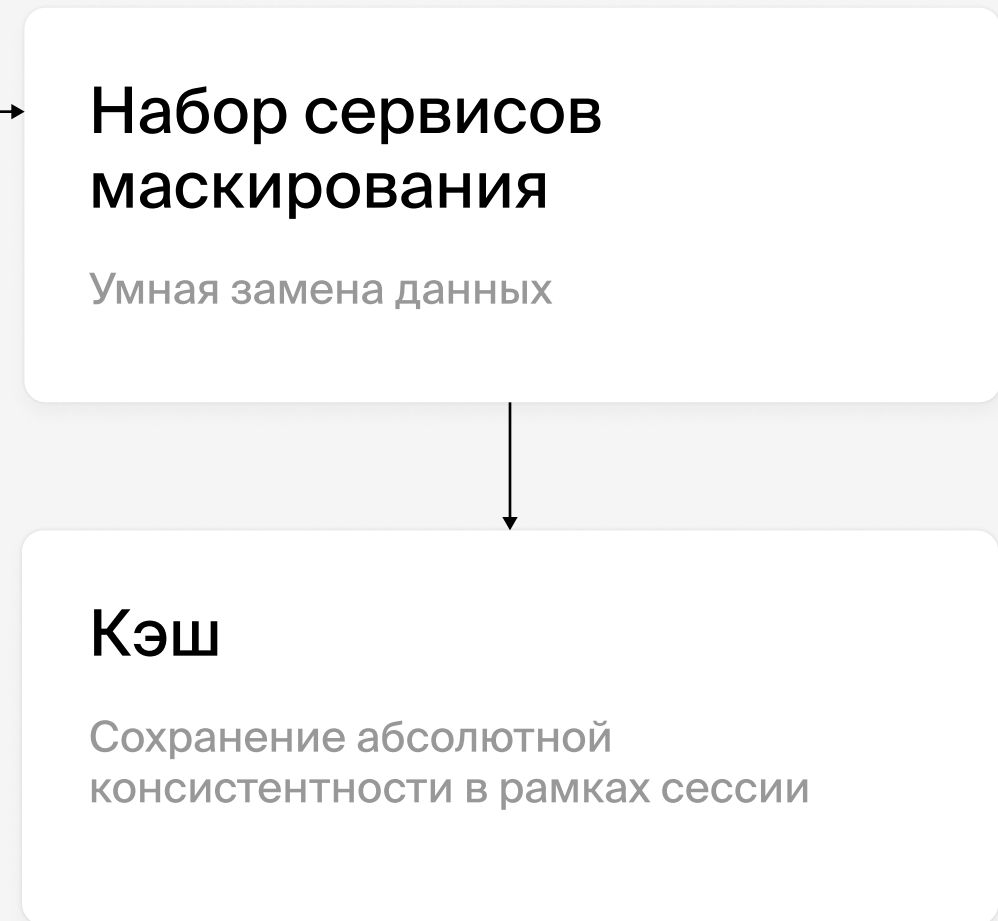 Набор сервисов
маскирования
Умная замена данных
Кэш
Сохранение абсолютной
консистентности в рамках сессии